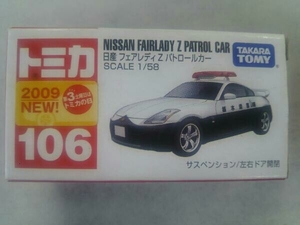 トミカ
2009
NEW!
106
NISSAN FAIRLADY Z PATROL CAR
日産 フェアレディ Z パトロールカー
SCALE 1/58
TAKARA
TOMY
サスペンション/左右ドア開閉